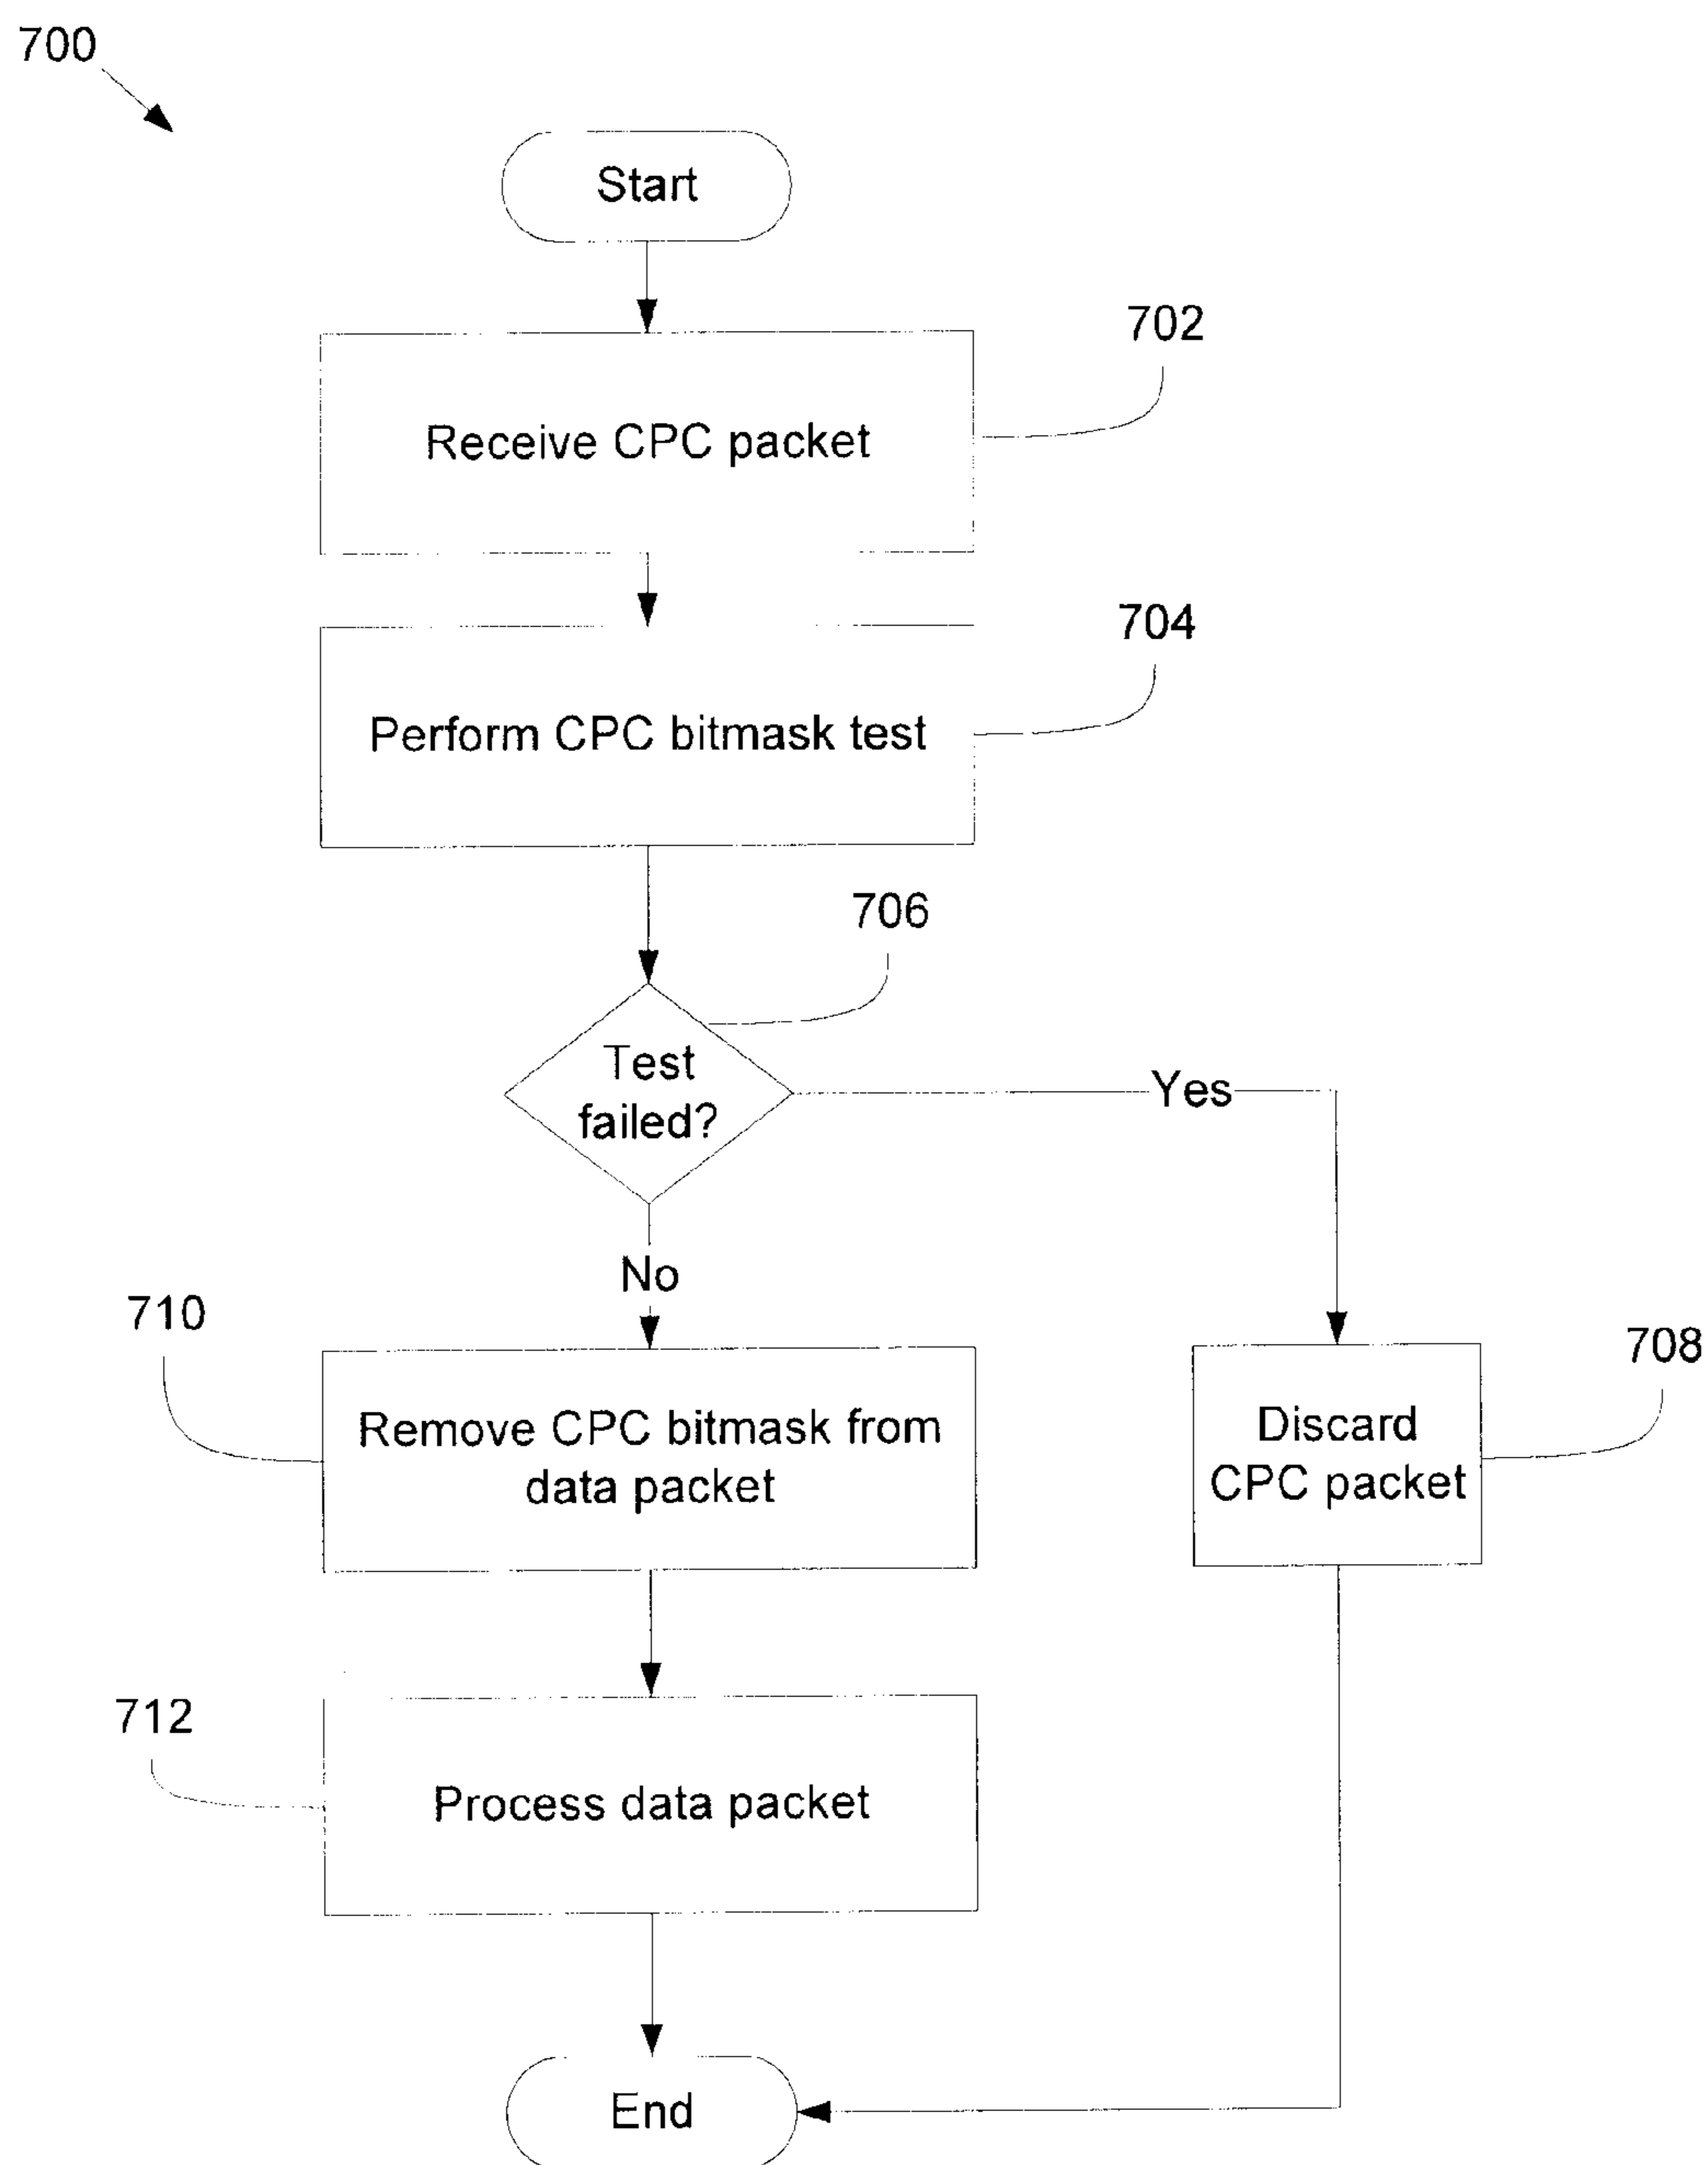 700
Start
702
Receive CPC packet
704
Perform CPC bitmask test
706
Test
failed?
Yes
No
710
Remove CPC bitmask from
data packet
708
Discard
CPC packet
712
Process data packet
End